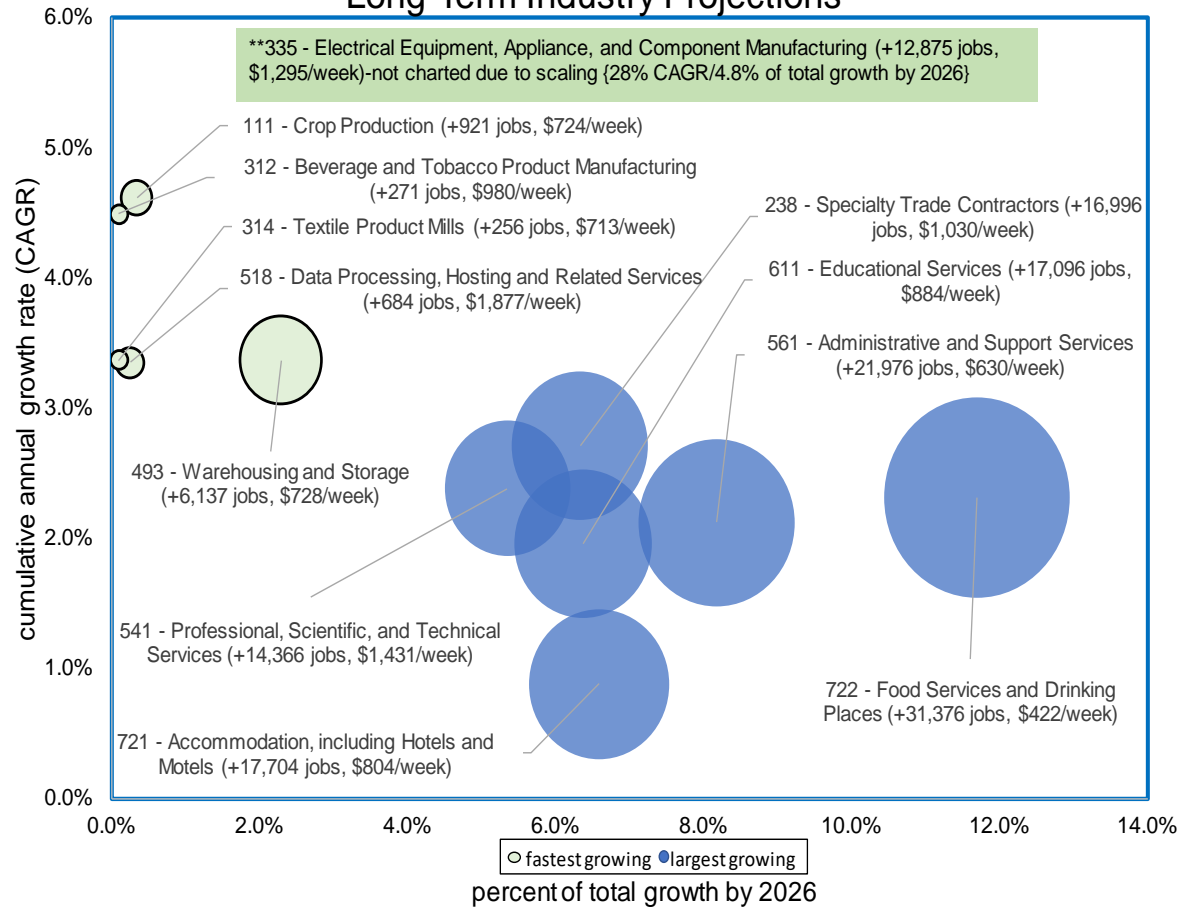 Long-Term Industry Projections
6.0%
**335 - Electrical Equipment, Appliance, and Component Manufacturing (+12,875 jobs,
$1,295/week)-not charted due to scaling {28% CAGR/4.8% of total growth by 2026}
111 - Crop Production (+921 jobs, $724/week)
5.0%
312 - Beverage and Tobacco Product Manufacturing
(+271 jobs, $980/week)
314 - Textile Product Mills (+256 jobs, $713/week)
238 - Specialty Trade Contractors (+16,996
jobs, $1,030/week)
4.0%
518 - Data Processing, Hosting and Related Services
(+684 jobs, $1,877/week)
611 - Educational Services (+17,096 jobs,
$884/week)
561 - Administrative and Support Services
(+21,976 jobs, $630/week)
cumulative annual growth rate (CAGR)
3.0%
493 - Warehousing and Storage
(+6,137 jobs, $728/week)
2.0%
541 - Professional, Scientific, and Technical
Services (+14,366 jobs, $1,431/week)
1.0%
722 - Food Services and Drinking
Places (+31,376 jobs, $422/week)
721 - Accommodation, including Hotels and
Motels (+17,704 jobs, $804/week)
0.0%
0.0% 2.0% 4.0% 6.0% 8.0% 10.0% 12.0% 14.0%
fastest growing largest growing
percent of total growth by 2026